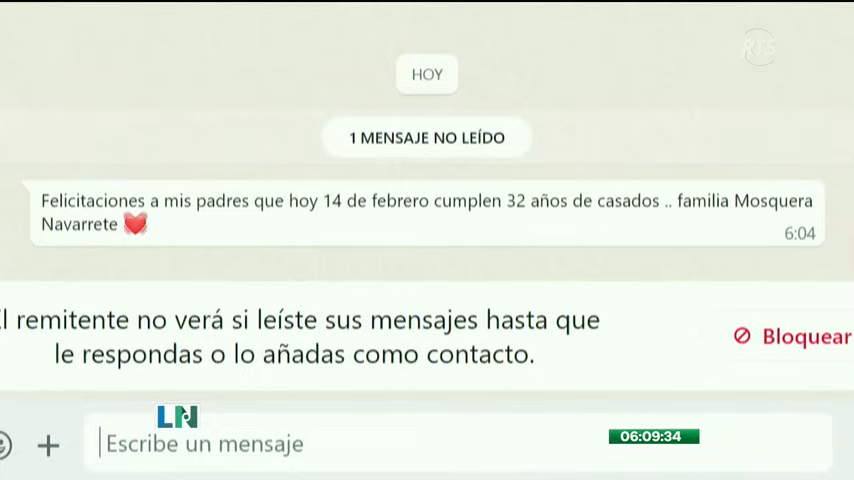 RTS
HOY
1 MENSAJE NO LEÍDO
Felicitaciones a mis padres que hoy 14 de febrero cumplen 32 años de casados .. familia Mosquera
Navarrete
6:04
l remitente no verá si leíste sus mensajes hasta que
le respondas o lo añadas como contacto.
Bloquear
LN
Escribe un mensaje
06:09:34